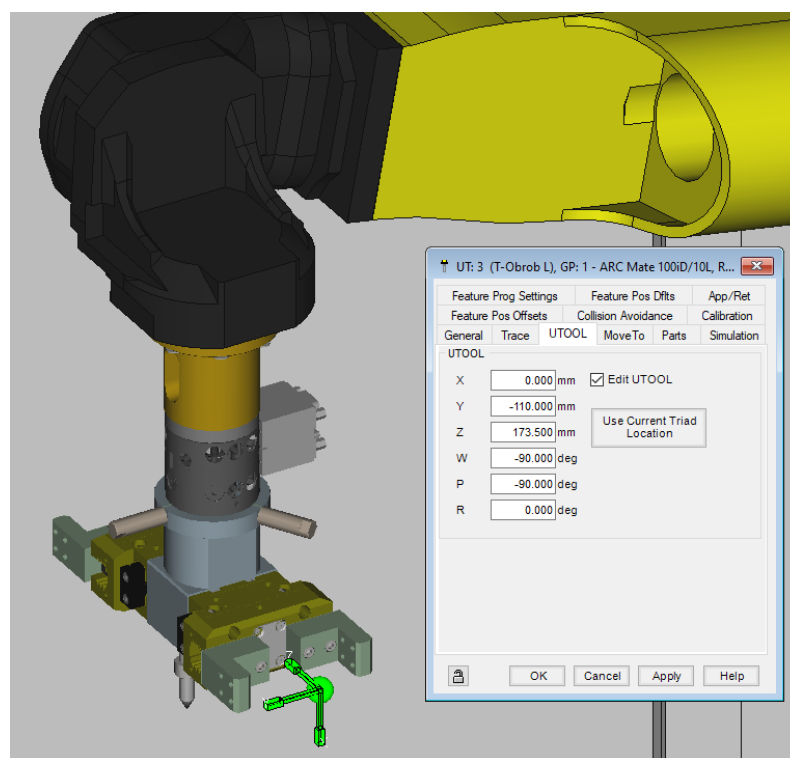 UT: 3 (T-Obrob L), GP: 1 - ARC Mate 100iD/10L, R...
Feature Prog Settings Feature Pos Dflts App/Ret
Feature Pos Offsets Collision Avoidance Calibration
General Trace UTOOL MoveTo Parts Simulation
UTOOL
X 0.000 mm Edit UTOOL
Y -110.000 mm
Use Current Triad
Location
Z 173.500 mm
W -90.000 deg
P -90.000 deg
R 0.000 deg
OK Cancel Apply Help